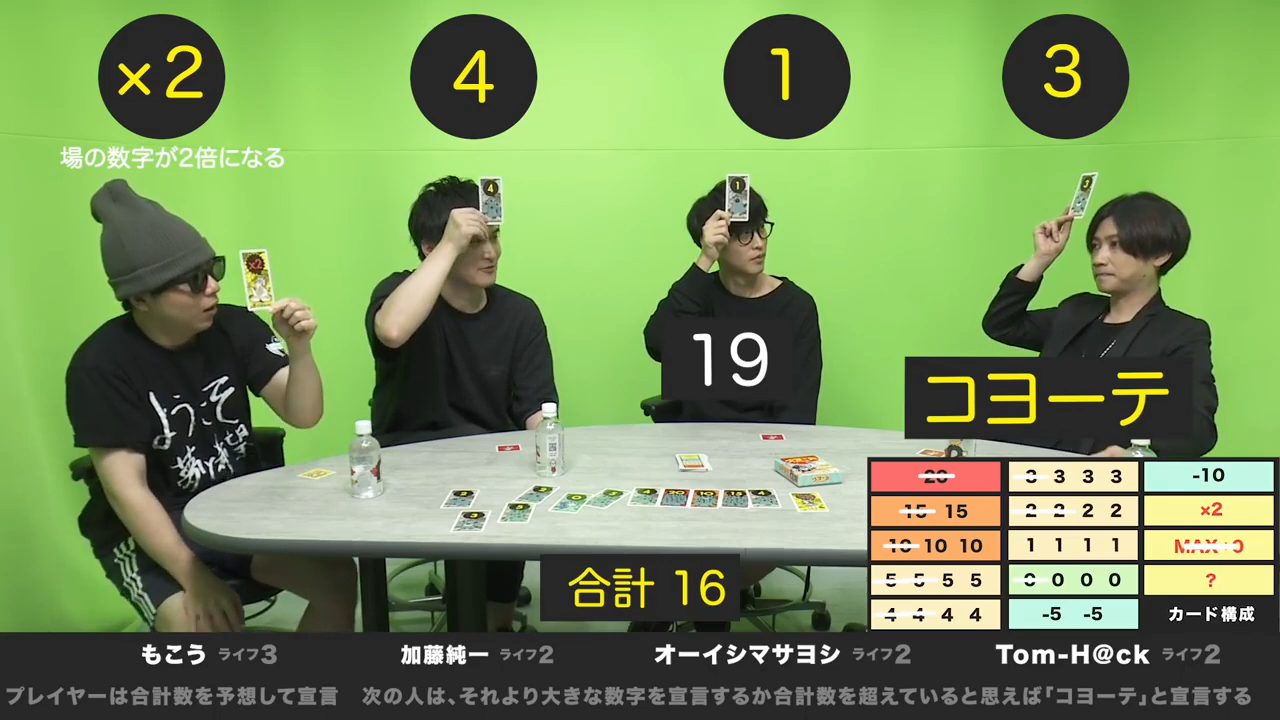 ×2
4
1
3
場の数字が2倍になる
4
1
3
ようこそ
19
コヨーテ
20
3 3 3 3
-10
15 15
2 2 2 2
×2
10 10 10
1 1 1 1
MAX→0
5 5 5 5
0 0 0 0
?
4 4 4 4
-5 -5
カード構成
合計 16
もこう ライフ3
加藤純一 ライフ2
オーイシマサヨシ ライフ2
Tom-H@ck ライフ2
プレイヤーは合計数を予想して宣言 次の人は、それより大きな数字を宣言するか合計数を超えていると思えば「コヨーテ」と宣言する